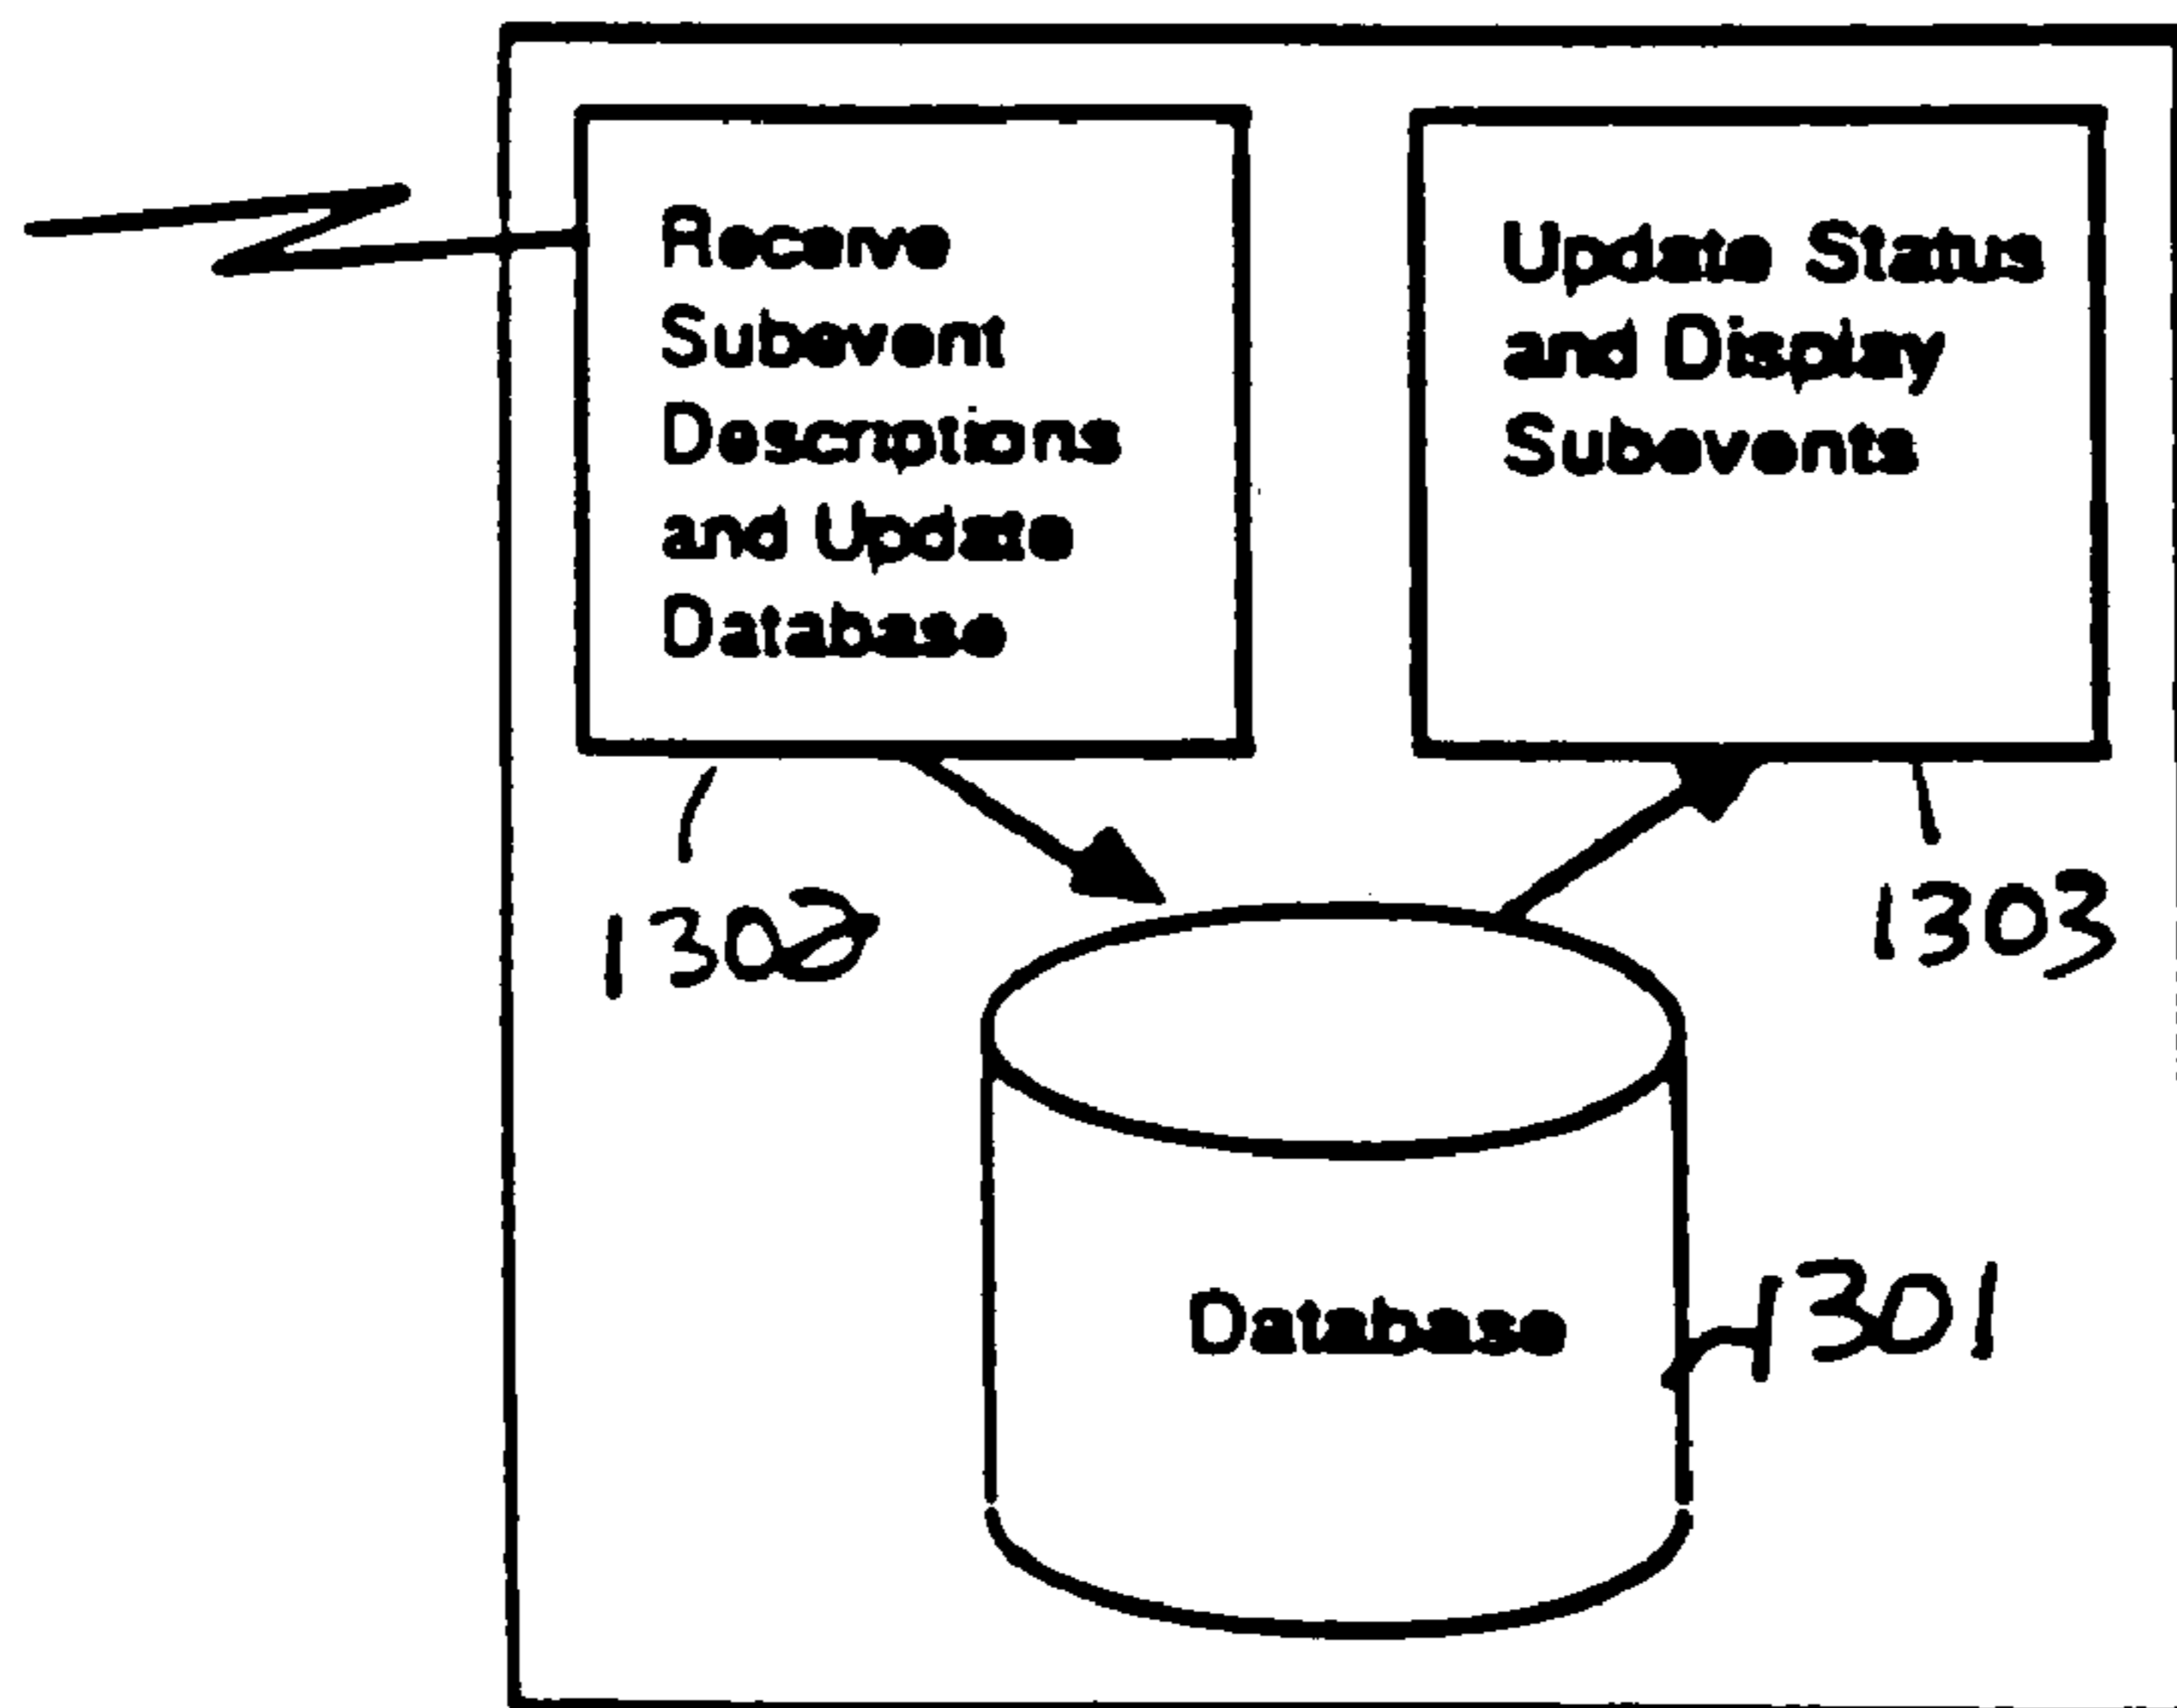 Receive
Subevent
Descriptions
and Update
Database
Update Status
and Display
Subevents
1302
1303
Database
1301